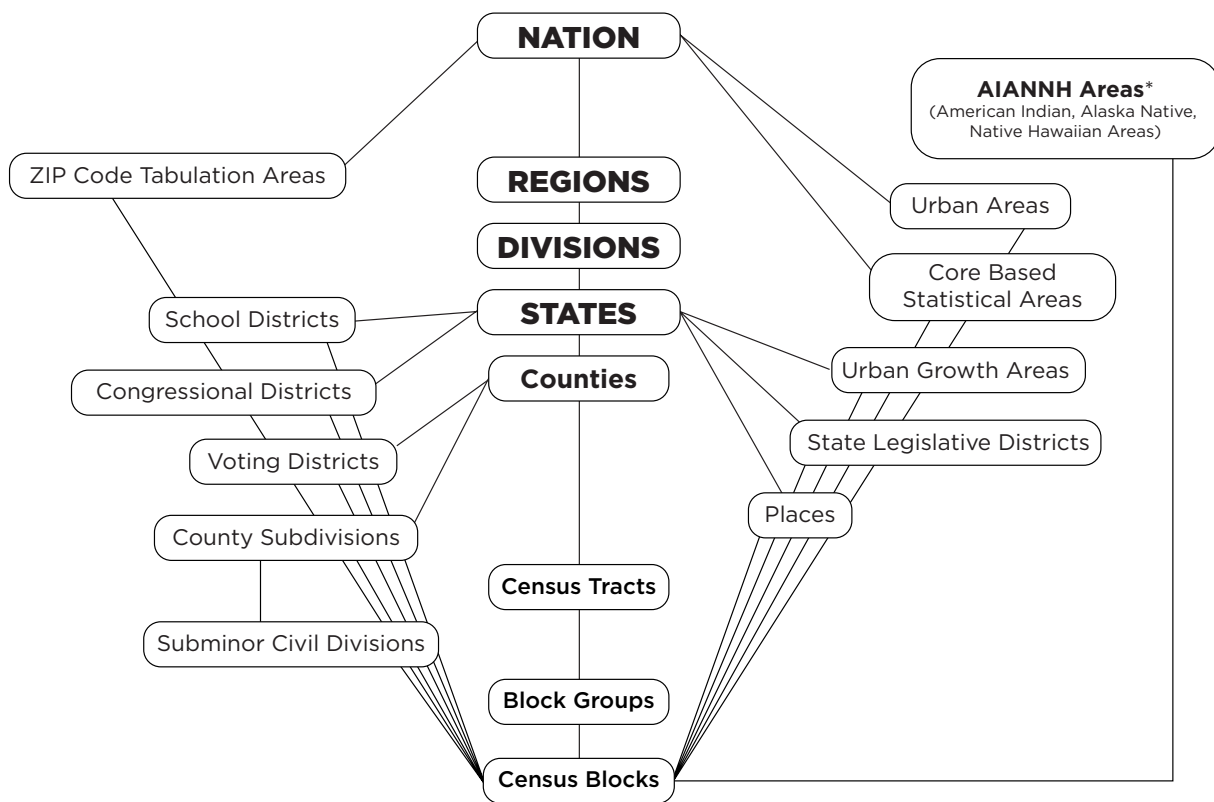 NATION
AIANNH Areas*
(American Indian, Alaska Native,
Native Hawaiian Areas)
ZIP Code Tabulation Areas
REGIONS
Urban Areas
DIVISIONS
Core Based
Statistical Areas
School Districts
STATES
Urban Growth Areas
Congressional Districts
Counties
State Legislative Districts
Voting Districts
Places
County Subdivisions
Census Tracts
Subminor Civil Divisions
Block Groups
Census Blocks